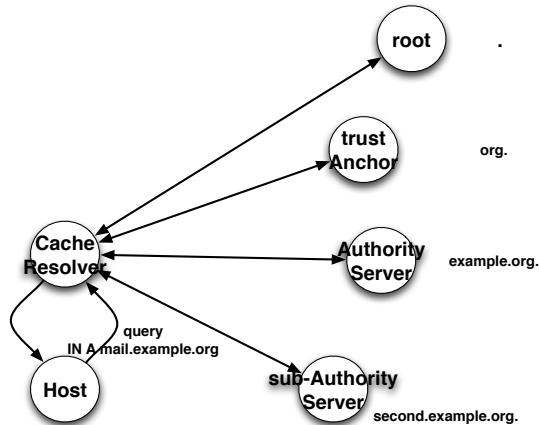 root
.
trust
Anchor
org.
Cache
Resolver
Authority
Server
example.org.
query
IN A mail.example.org
Host
sub-Authority
Server
second.example.org.